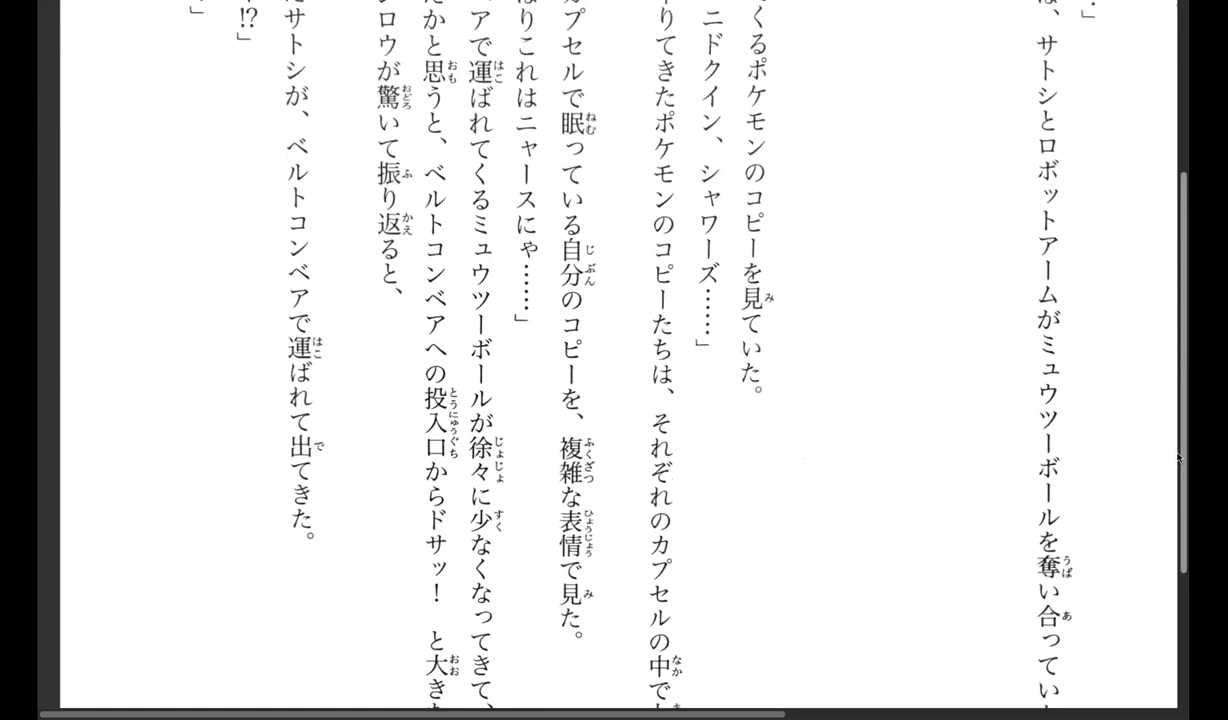 」
、サトシとロボットアームがミュウツーボールを奪い合ってい
くるポケモンのコピーを見ていた。
ニドクイン、シャワーズ……」
りてきたポケモンのコピーたちは、それぞれのカプセルの中で
プセルで眠っている自分のコピーを、複雑な表情で見た。
りこれはニャースにゃ……」
アで運ばれてくるミュウツーボールが徐々に少なくなってきて、
かと思うと、ベルトコンベアへの投入口からドサッ！　と大き
ロウが驚いて振り返ると、
サトシが、ベルトコンベアで運ばれて出てきた。
!?」
」